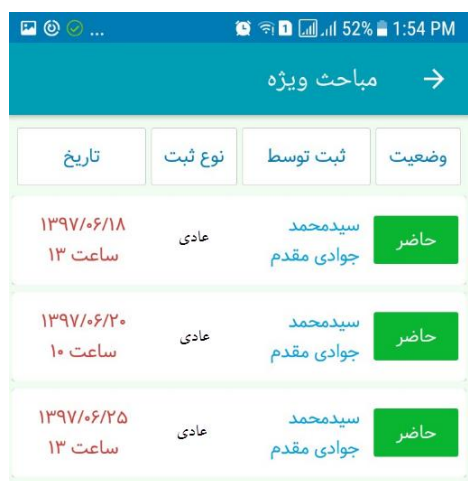 ... 52% 1:54 PM
مباحث ویژه
وضعیت ثبت توسط نوع ثبت تاریخ
حاضر سیدمحمد جوادی مقدم عادی ۱۳۹۷/۰۶/۱۸ ساعت ۱۳
حاضر سیدمحمد جوادی مقدم عادی ۱۳۹۷/۰۶/۲۰ ساعت ۱۰
حاضر سیدمحمد جوادی مقدم عادی ۱۳۹۷/۰۶/۲۵ ساعت ۱۳